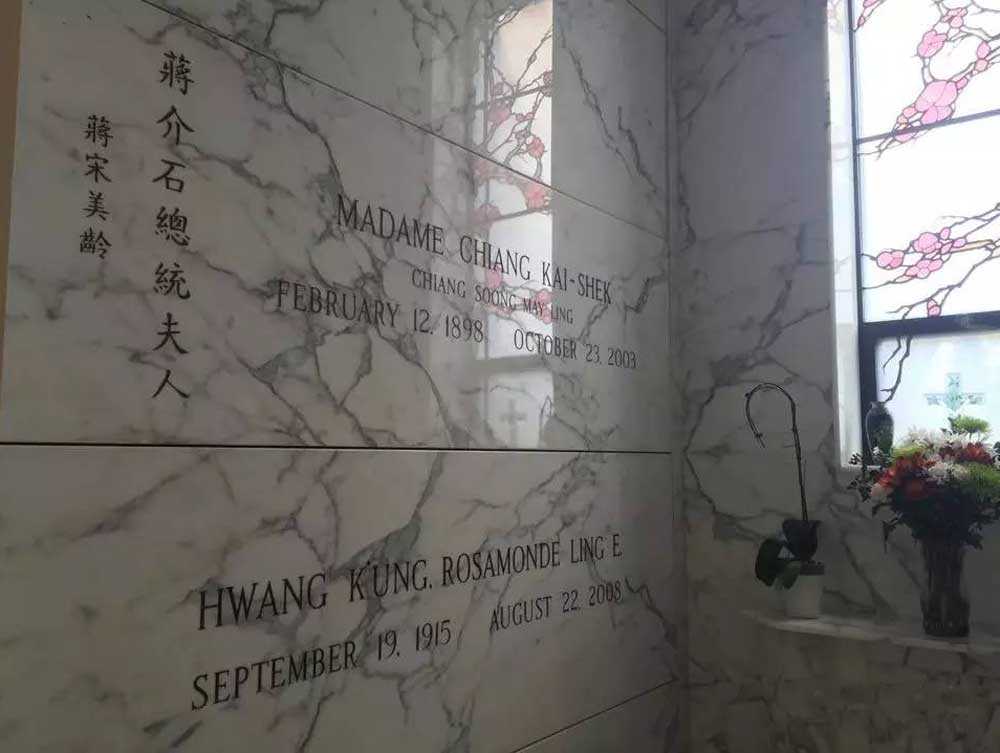 蔣介石總統夫人
蔣宋美齡
MADAME CHIANG KAI-SHEK
CHIANG SOONG MAY LING
FEBRUARY 12, 1898 OCTOBER 23, 2003
HWANG K'UNG, ROSAMONDE LING E
SEPTEMBER 19, 1915 AUGUST 22, 2008